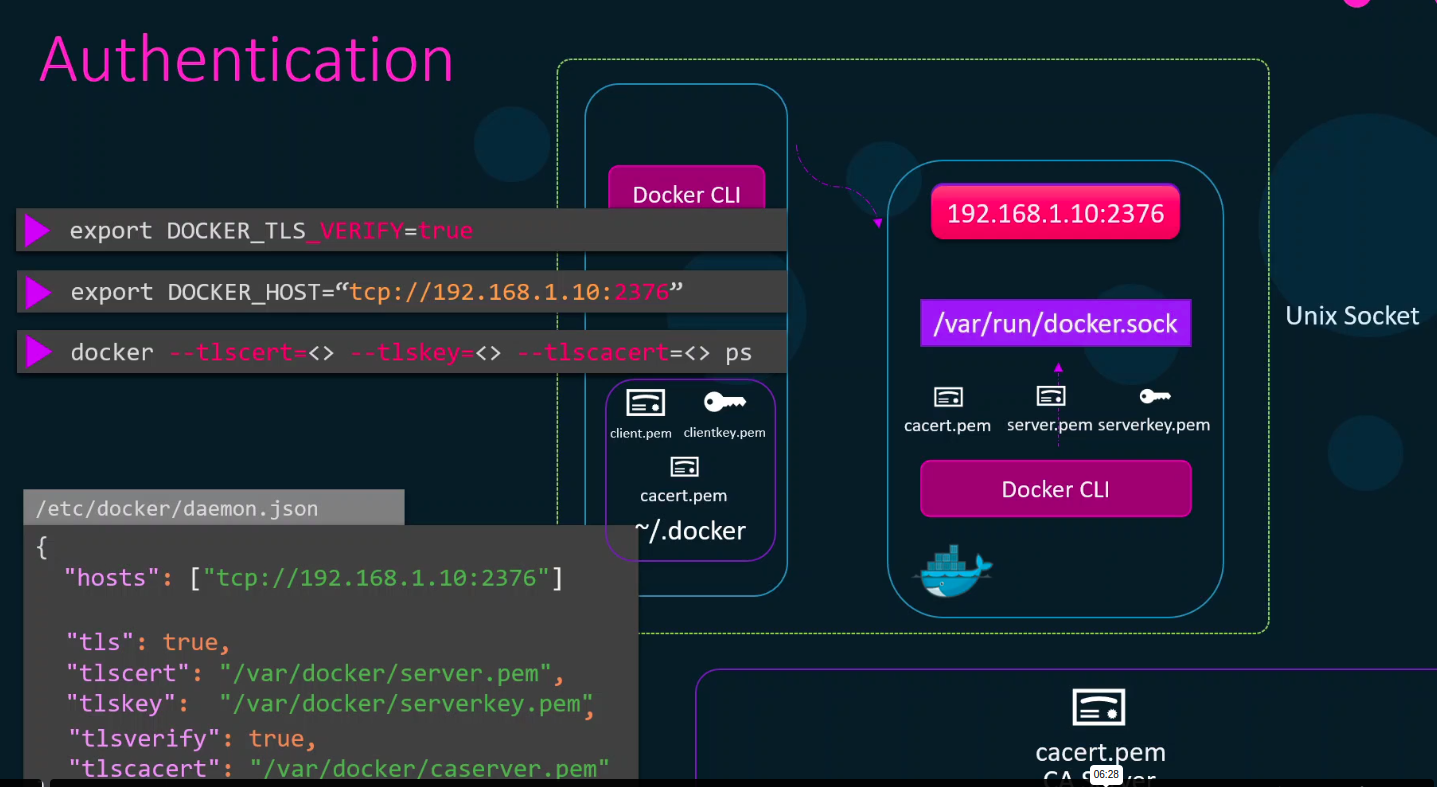 Authentication
Docker CLI
export DOCKER_TLS_VERIFY=true
export DOCKER_HOST=“tcp://192.168.1.10:2376”
docker --tlscert=<> --tlskey=<> --tlscacert=<> ps
client.pem clientkey.pem
cacert.pem
~/.docker
192.168.1.10:2376
/var/run/docker.sock
cacert.pem server.pem serverkey.pem
Docker CLI
Unix Socket
/etc/docker/daemon.json
{
"hosts": ["tcp://192.168.1.10:2376"]
"tls": true,
"tlscert": "/var/docker/server.pem",
"tlskey": "/var/docker/serverkey.pem",
"tlsverify": true,
"tlscacert": "/var/docker/caserver.pem"
cacert.pem
CA Server
06:28